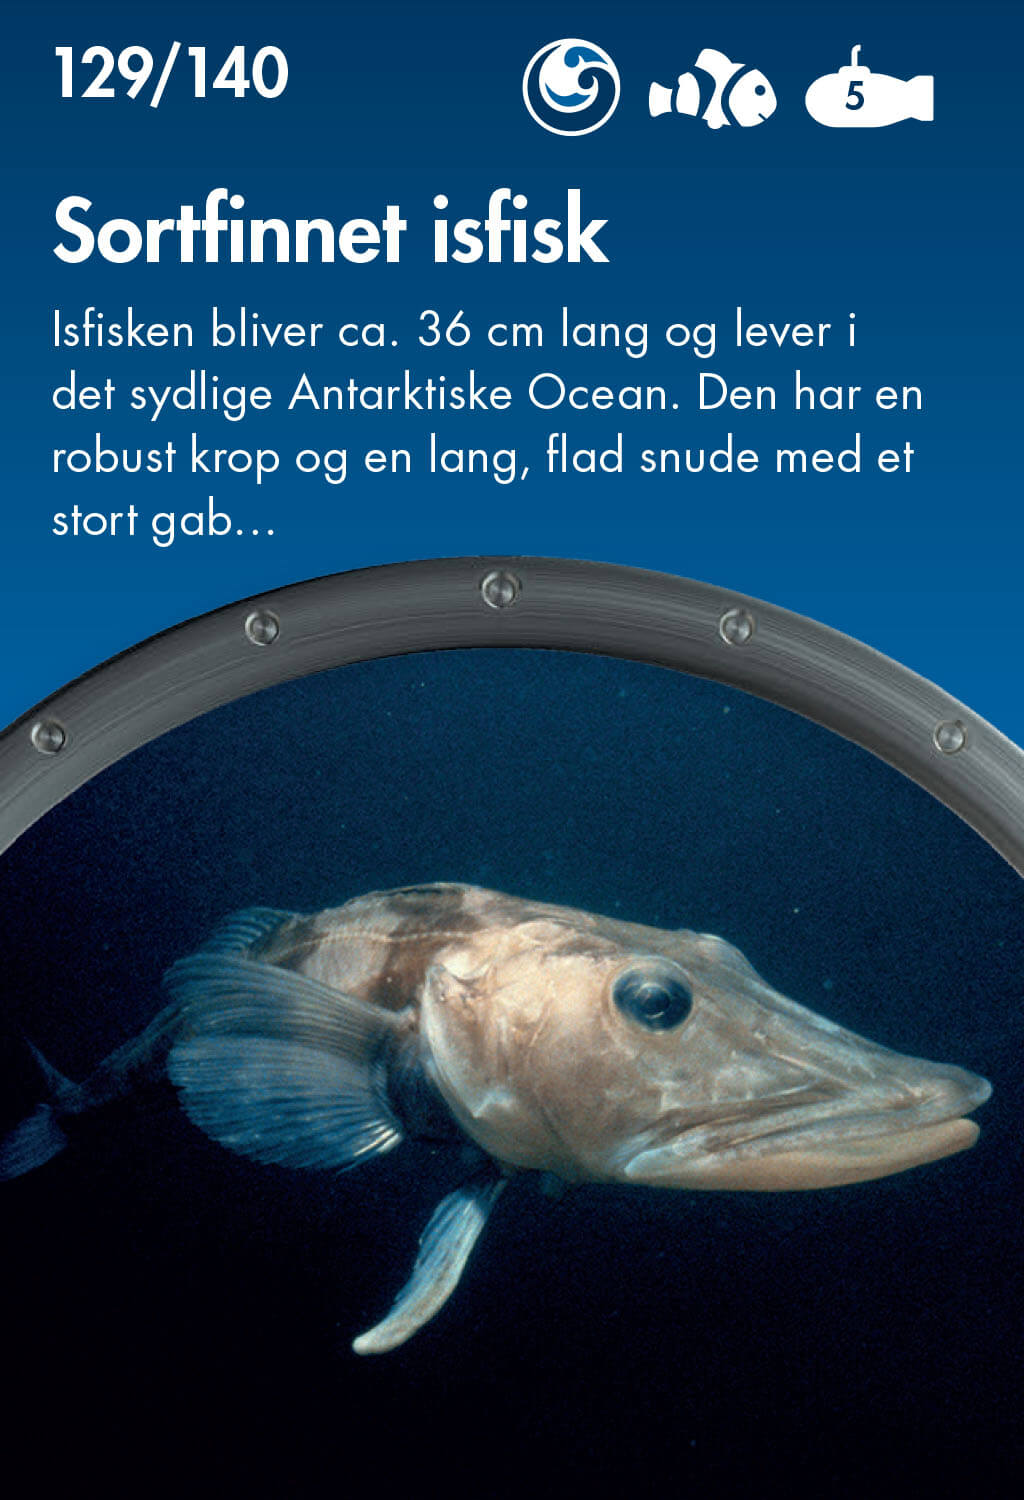 129/140
5
Sortfinnet isfisk
Isfisken bliver ca. 36 cm lang og lever i
det sydlige Antarktiske Ocean. Den har en
robust krop og en lang, flad snude med et
stort gab...